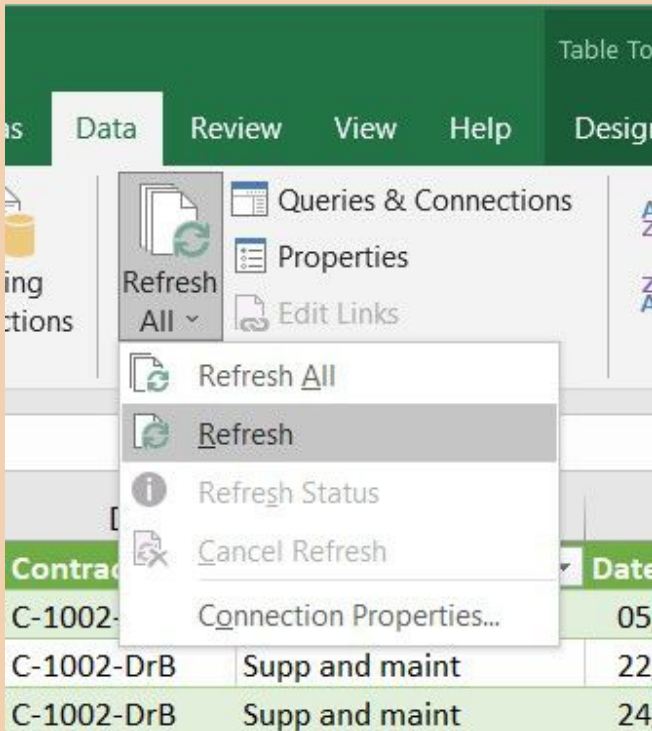 Table To
as Data Review View Help Design
Queries & Connections
Properties
Edit Links
ing
ctions
Refresh
All
Refresh All
Refresh
Refresh Status
Cancel Refresh
Connection Properties...
Contrac Date
C-1002- 05
C-1002-DrB Supp and maint 22
C-1002-DrB Supp and maint 24